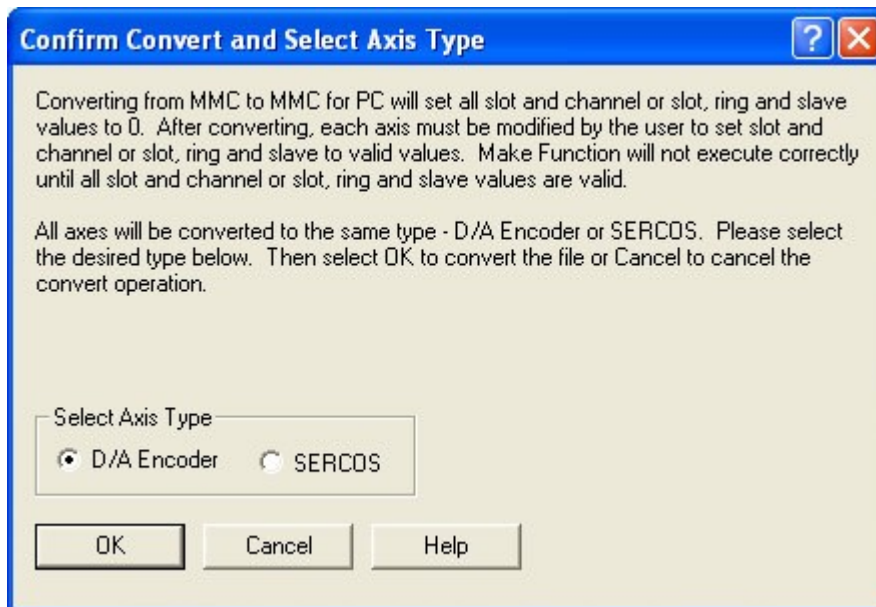 Confirm Convert and Select Axis Type
Converting from MMC to MMC for PC will set all slot and channel or slot, ring and slave
values to 0.  After converting, each axis must be modified by the user to set slot and
channel or slot, ring and slave to valid values.  Make Function will not execute correctly
until all slot and channel or slot, ring and slave values are valid.
All axes will be converted to the same type - D/A Encoder or SERCOS.  Please select
the desired type below.  Then select OK to convert the file or Cancel to cancel the
convert operation.
Select Axis Type
D/A Encoder SERCOS
OK Cancel Help